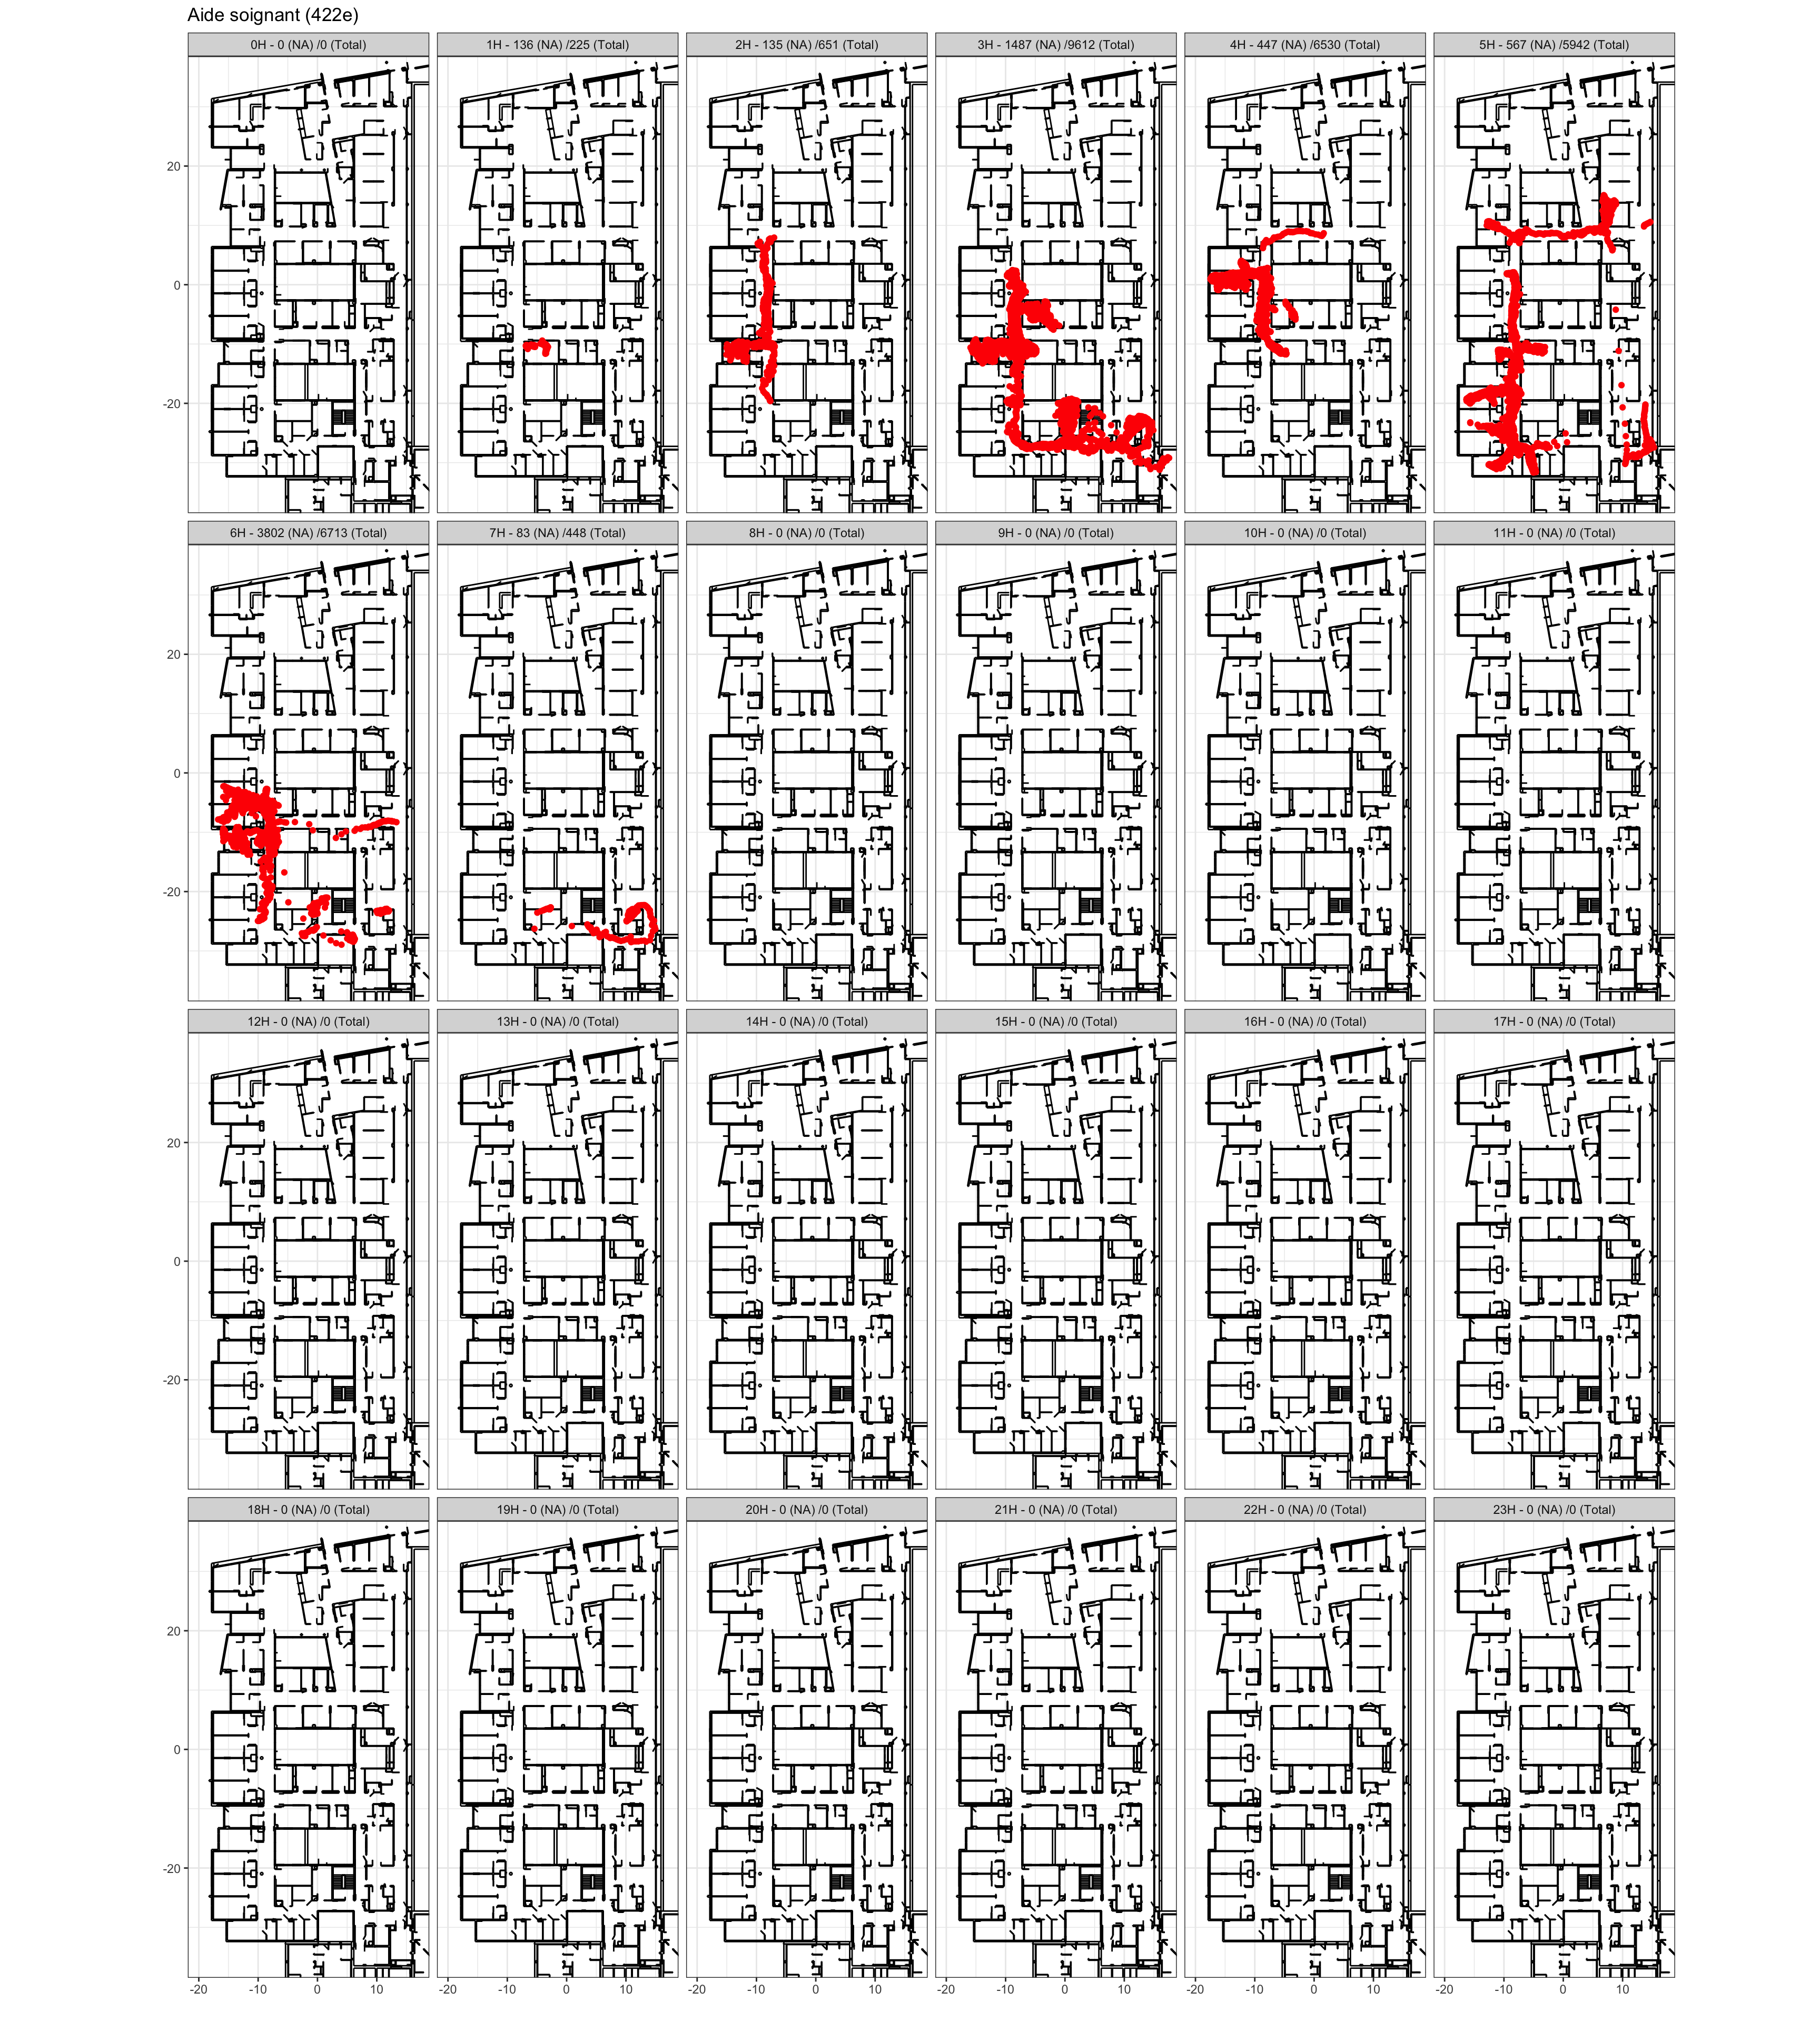 Aide soignant (422e)
0H - 0 (NA) /0 (Total) 1H - 136 (NA) /225 (Total) 2H - 135 (NA) /651 (Total) 3H - 1487 (NA) /9612 (Total) 4H - 447 (NA) /6530 (Total) 5H - 567 (NA) /5942 (Total)
20
0
-20
6H - 3802 (NA) /6713 (Total) 7H - 83 (NA) /448 (Total) 8H - 0 (NA) /0 (Total) 9H - 0 (NA) /0 (Total) 10H - 0 (NA) /0 (Total) 11H - 0 (NA) /0 (Total)
20
0
-20
12H - 0 (NA) /0 (Total) 13H - 0 (NA) /0 (Total) 14H - 0 (NA) /0 (Total) 15H - 0 (NA) /0 (Total) 16H - 0 (NA) /0 (Total) 17H - 0 (NA) /0 (Total)
20
0
-20
18H - 0 (NA) /0 (Total) 19H - 0 (NA) /0 (Total) 20H - 0 (NA) /0 (Total) 21H - 0 (NA) /0 (Total) 22H - 0 (NA) /0 (Total) 23H - 0 (NA) /0 (Total)
20
0
-20
-20 -10 0 10 -20 -10 0 10 -20 -10 0 10 -20 -10 0 10 -20 -10 0 10 -20 -10 0 10